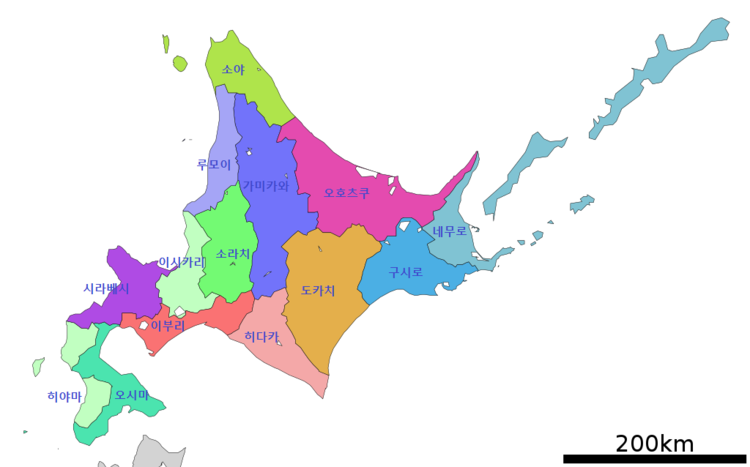 소야
루모이
가미카와
오호츠쿠
네무로
소라치
이시카리
구시로
시라베시
도카치
이부리
히다카
히야마
오시마
200km